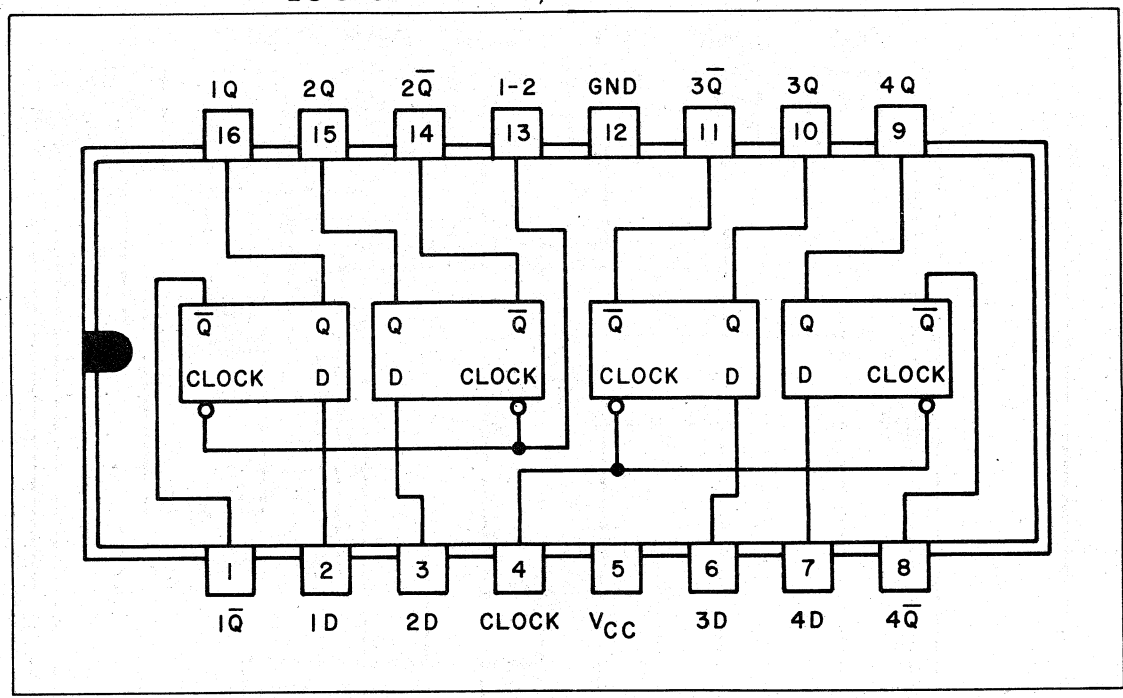 1Q 2Q 2Q̅ 1-2 GND 3Q̅ 3Q 4Q
16 15 14 13 12 11 10 9
Q̅ Q Q Q̅ Q̅ Q Q Q̅
CLOCK D D CLOCK CLOCK D D CLOCK
1 2 3 4 5 6 7 8
1Q̅ 1D 2D CLOCK VCC 3D 4D 4Q̅